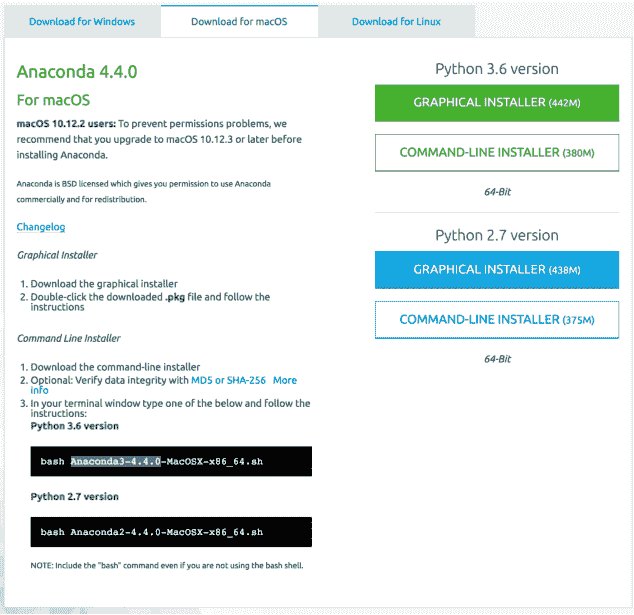 Download for Windows
Download for macOS
Download for Linux
Anaconda 4.4.0
For macOS
macOS 10.12.2 users: To prevent permissions problems, we
recommend that you upgrade to macOS 10.12.3 or later before
installing Anaconda.
Anaconda is BSD licensed which gives you permission to use Anaconda
commercially and for redistribution.
Changelog
Graphical Installer
1. Download the graphical installer
2. Double-click the downloaded .pkg file and follow the
instructions
Command Line Installer
1. Download the command-line installer
2. Optional: Verify data integrity with MD5 or SHA-256 More
info
3. In your terminal window type one of the below and follow the
instructions:
Python 3.6 version
bash Anaconda3-4.4.0-MacOSX-x86_64.sh
Python 2.7 version
bash Anaconda2-4.4.0-MacOSX-x86_64.sh
NOTE: Include the "bash" command even if you are not using the bash shell.
Python 3.6 version
GRAPHICAL INSTALLER (442M)
COMMAND-LINE INSTALLER (380M)
64-Bit
Python 2.7 version
GRAPHICAL INSTALLER (438M)
COMMAND-LINE INSTALLER (375M)
64-Bit